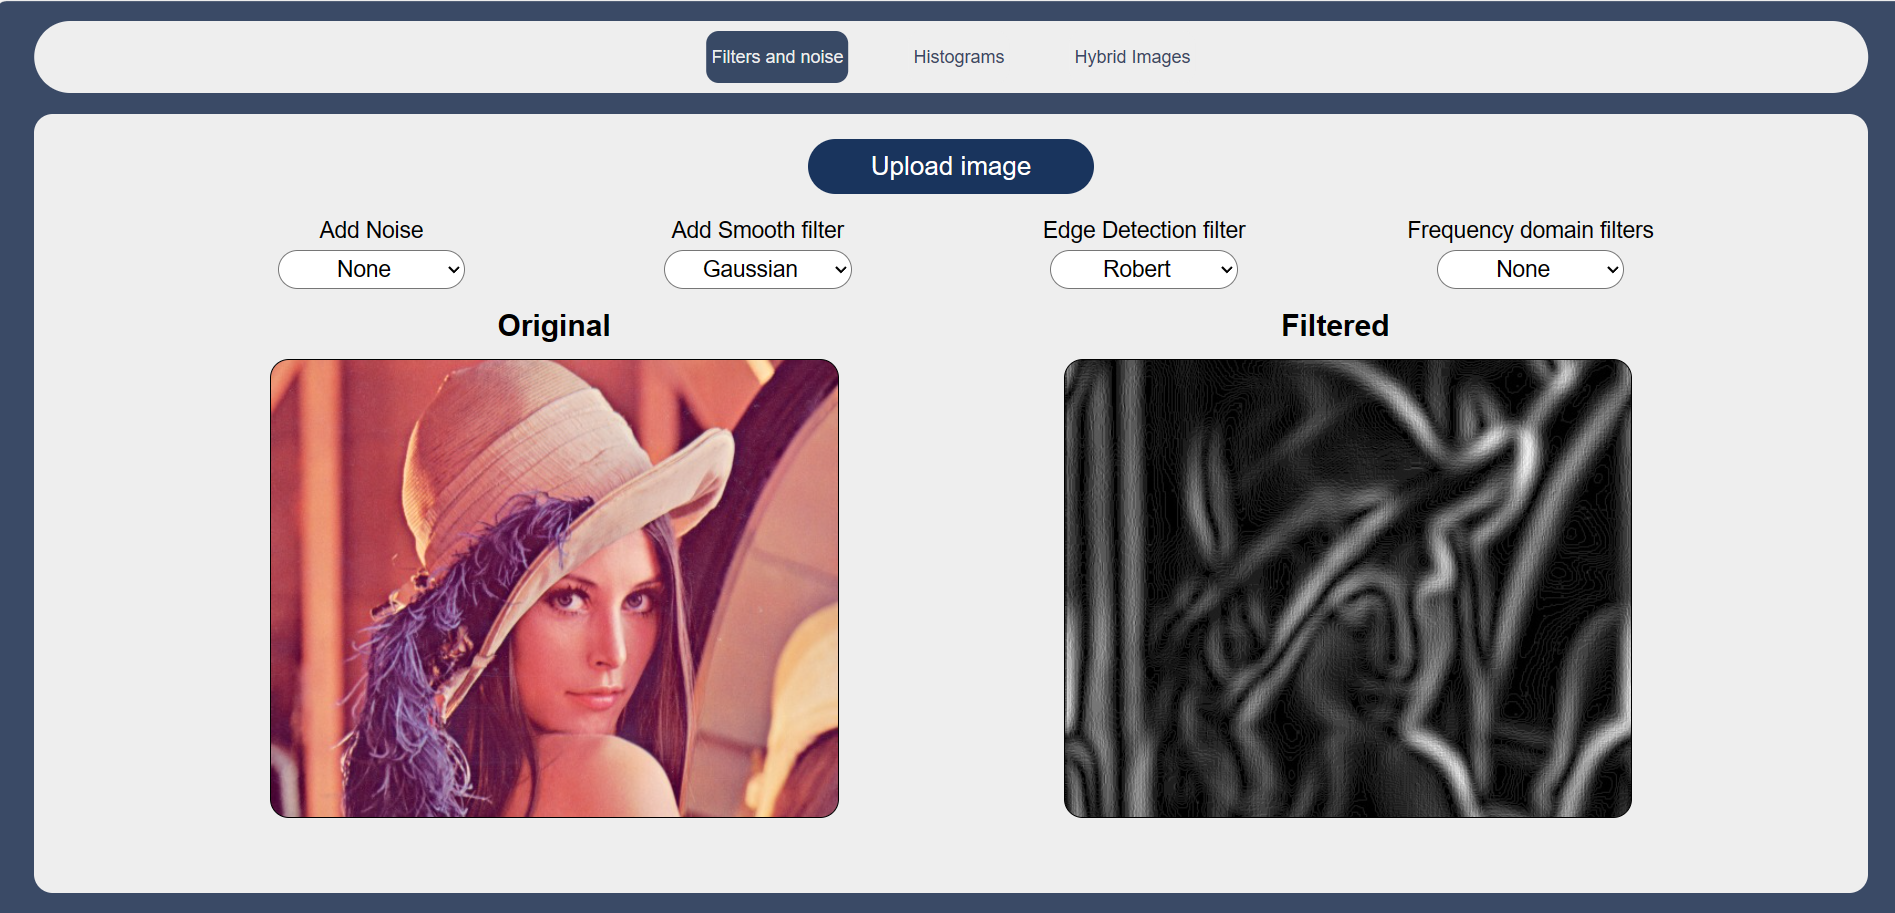 Filters and noise Histograms Hybrid Images
Upload image
Add Noise Add Smooth filter Edge Detection filter Frequency domain filters
None Gaussian Robert None
Original Filtered